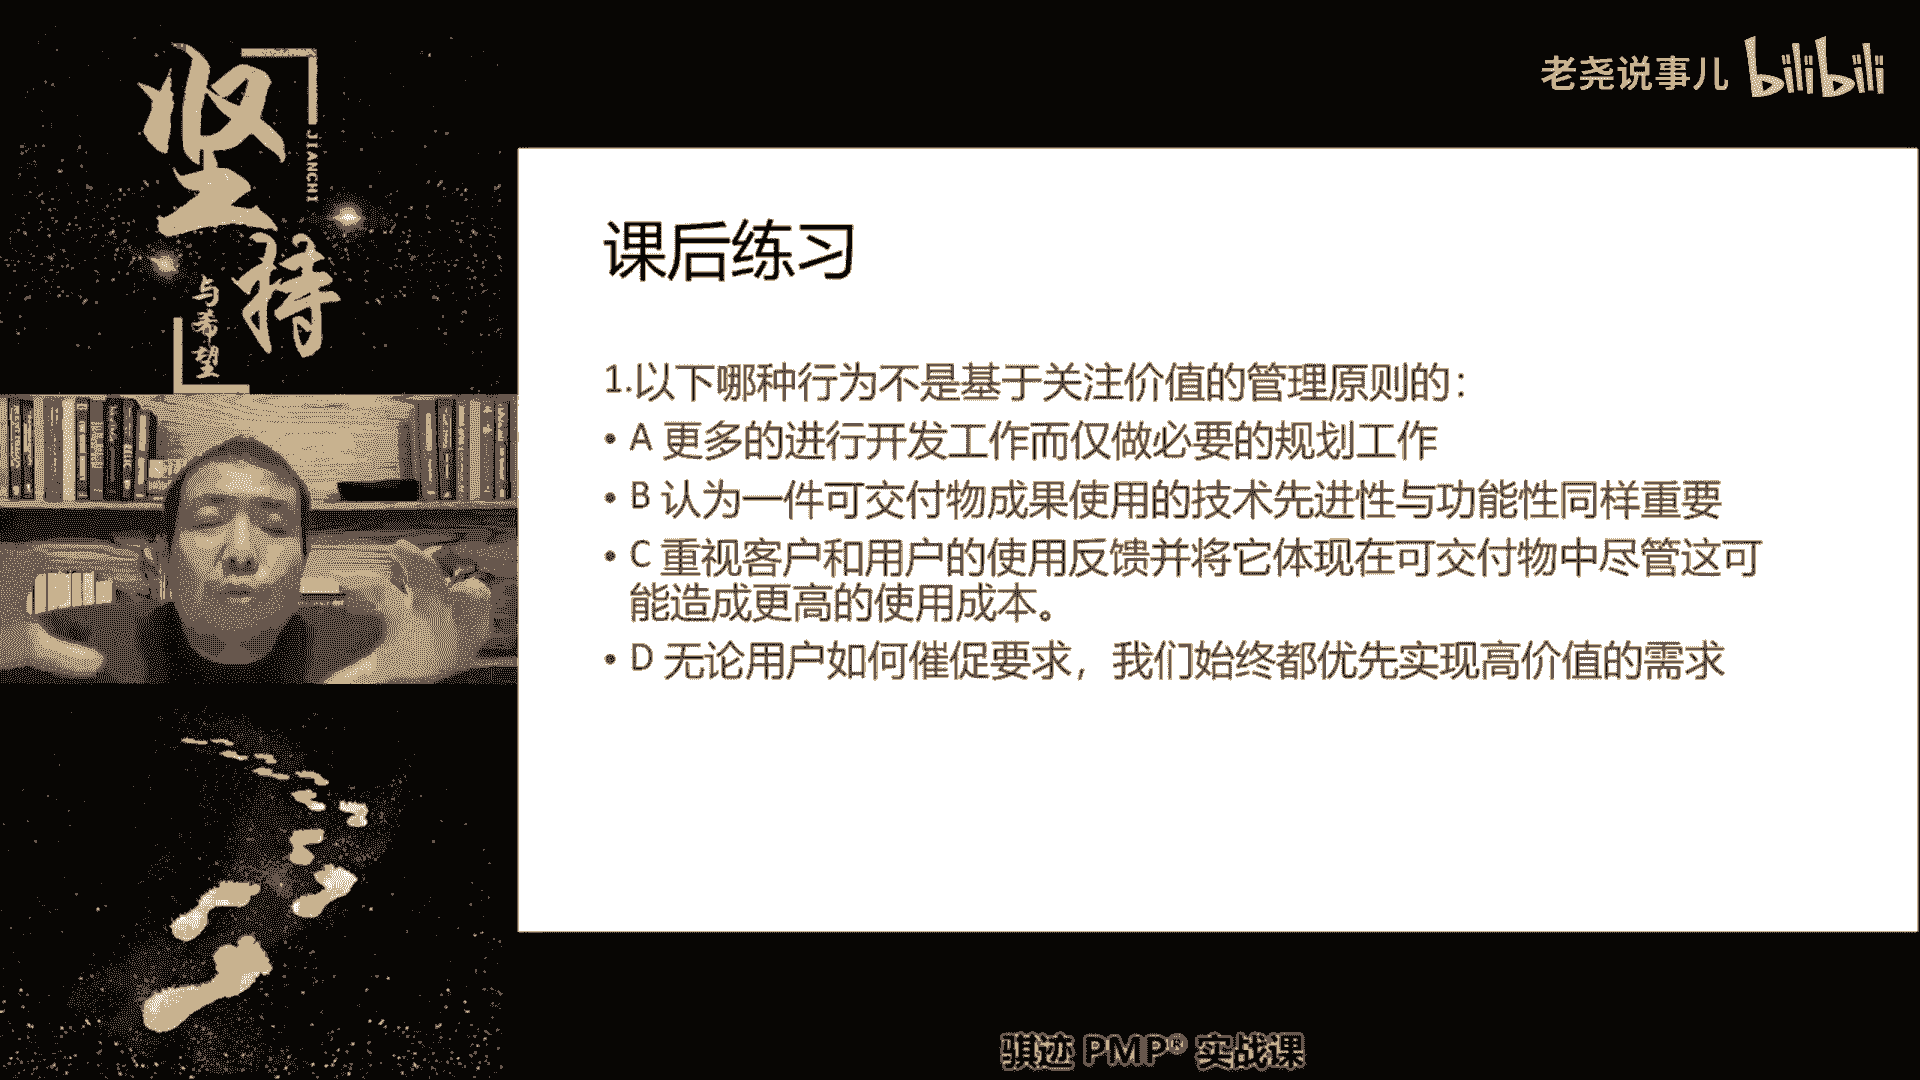 坚持
JIANCHI
与希望
老尧说事儿 bilibili
课后练习
1.以下哪种行为不是基于关注价值的管理原则的：
• A 更多的进行开发工作而仅做必要的规划工作
• B 认为一件可交付物成果使用的技术先进性与功能性同样重要
• C 重视客户和用户的使用反馈并将它体现在可交付物中尽管这可
能造成更高的使用成本。
• D 无论用户如何催促要求，我们始终都优先实现高价值的需求
骐迹 PMP® 实战课